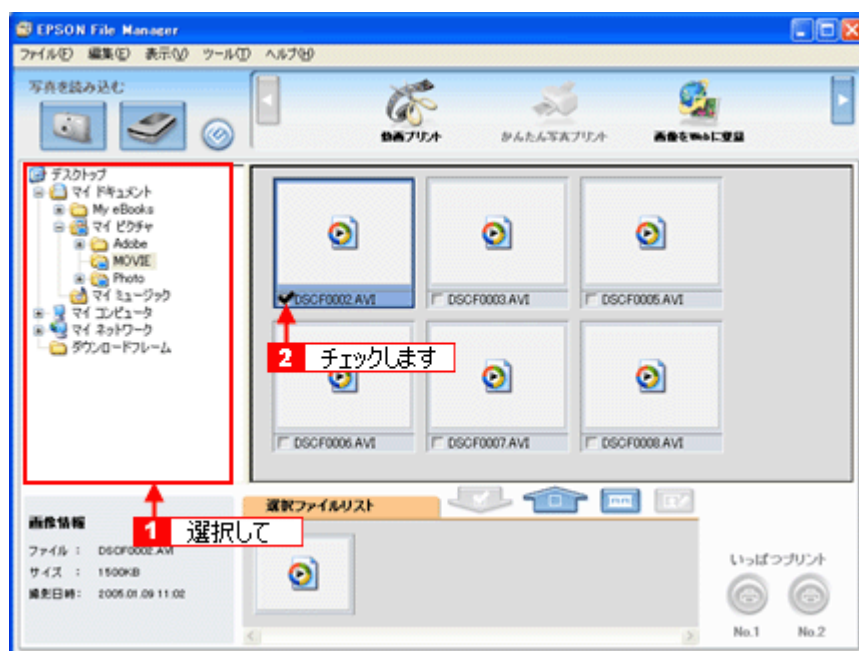 EPSON File Manager
ファイル(F) 編集(E) 表示(V) ツール(T) ヘルプ(H)
写真を読み込む
動画プリント
かんたん写真プリント
画像をWebに登録
デスクトップ
マイ ドキュメント
My eBooks
マイ ピクチャ
Adobe
MOVIE
Photo
マイ ミュージック
マイ コンピュータ
マイ ネットワーク
ダウンロードフレーム
DSCF0002.AVI
DSCF0003.AVI
DSCF0005.AVI
2 チェックします
DSCF0006.AVI
DSCF0007.AVI
DSCF0008.AVI
1 選択して
選択ファイルリスト
画像情報
ファイル : DSCF0002.AVI
サイズ : 1500KB
撮影日時: 2005.01.09 11:02
いっぱつプリント
No.1 No.2